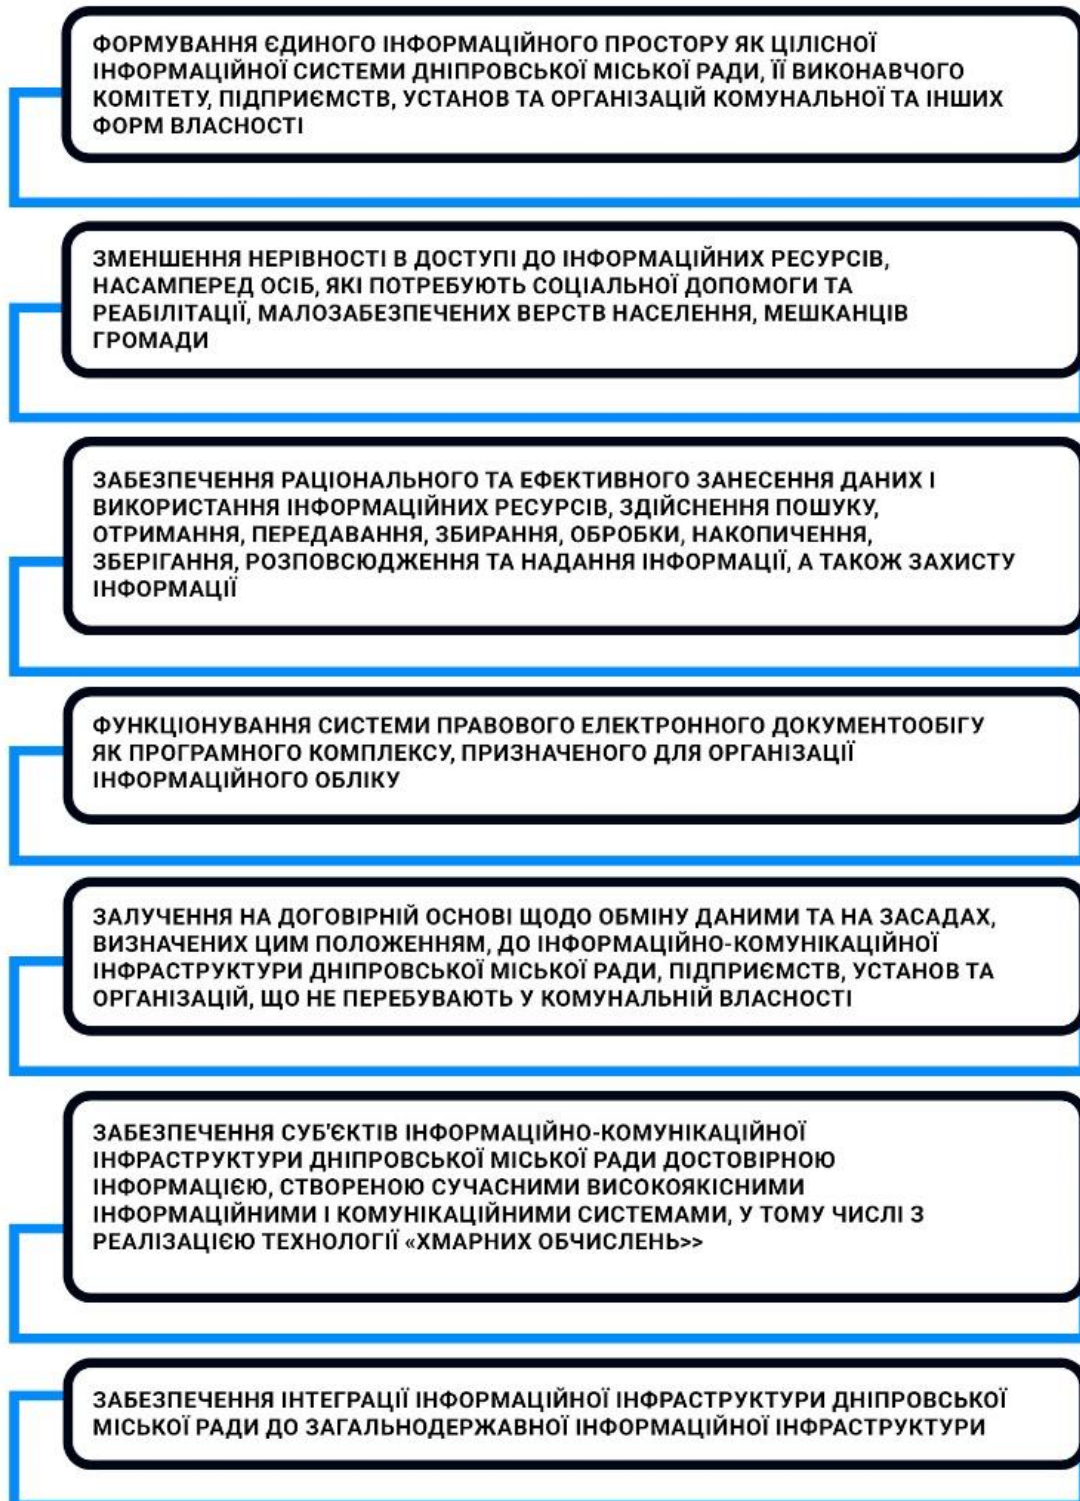 ФОРМУВАННЯ ЄДИНОГО ІНФОРМАЦІЙНОГО ПРОСТОРУ ЯК ЦІЛІСНОЇ
ІНФОРМАЦІЙНОЇ СИСТЕМИ ДНІПРОВСЬКОЇ МІСЬКОЇ РАДИ, ЇЇ ВИКОНАВЧОГО
КОМІТЕТУ, ПІДПРИЄМСТВ, УСТАНОВ ТА ОРГАНІЗАЦІЙ КОМУНАЛЬНОЇ ТА ІНШИХ
ФОРМ ВЛАСНОСТІ
ЗМЕНШЕННЯ НЕРІВНОСТІ В ДОСТУПІ ДО ІНФОРМАЦІЙНИХ РЕСУРСІВ,
НАСАМПЕРЕД ОСІБ, ЯКІ ПОТРЕБУЮТЬ СОЦІАЛЬНОЇ ДОПОМОГИ ТА
РЕАБІЛІТАЦІЇ, МАЛОЗАБЕЗПЕЧЕНИХ ВЕРСТВ НАСЕЛЕННЯ, МЕШКАНЦІВ
ГРОМАДИ
ЗАБЕЗПЕЧЕННЯ РАЦІОНАЛЬНОГО ТА ЕФЕКТИВНОГО ЗАНЕСЕННЯ ДАНИХ І
ВИКОРИСТАННЯ ІНФОРМАЦІЙНИХ РЕСУРСІВ, ЗДІЙСНЕННЯ ПОШУКУ,
ОТРИМАННЯ, ПЕРЕДАВАННЯ, ЗБИРАННЯ, ОБРОБКИ, НАКОПИЧЕННЯ,
ЗБЕРІГАННЯ, РОЗПОВСЮДЖЕННЯ ТА НАДАННЯ ІНФОРМАЦІЇ, А ТАКОЖ ЗАХИСТУ
ІНФОРМАЦІЇ
ФУНКЦІОНУВАННЯ СИСТЕМИ ПРАВОВОГО ЕЛЕКТРОННОГО ДОКУМЕНТООБІГУ
ЯК ПРОГРАМНОГО КОМПЛЕКСУ, ПРИЗНАЧЕНОГО ДЛЯ ОРГАНІЗАЦІЇ
ІНФОРМАЦІЙНОГО ОБЛІКУ
ЗАЛУЧЕННЯ НА ДОГОВІРНІЙ ОСНОВІ ЩОДО ОБМІНУ ДАНИМИ ТА НА ЗАСАДАХ,
ВИЗНАЧЕНИХ ЦИМ ПОЛОЖЕННЯМ, ДО ІНФОРМАЦІЙНО-КОМУНІКАЦІЙНОЇ
ІНФРАСТРУКТУРИ ДНІПРОВСЬКОЇ МІСЬКОЇ РАДИ, ПІДПРИЄМСТВ, УСТАНОВ ТА
ОРГАНІЗАЦІЙ, ЩО НЕ ПЕРЕБУВАЮТЬ У КОМУНАЛЬНІЙ ВЛАСНОСТІ
ЗАБЕЗПЕЧЕННЯ СУБ'ЄКТІВ ІНФОРМАЦІЙНО-КОМУНІКАЦІЙНОЇ
ІНФРАСТРУКТУРИ ДНІПРОВСЬКОЇ МІСЬКОЇ РАДИ ДОСТОВІРНОЮ
ІНФОРМАЦІЄЮ, СТВОРЕНОЮ СУЧАСНИМИ ВИСОКОЯКІСНИМИ
ІНФОРМАЦІЙНИМИ І КОМУНІКАЦІЙНИМИ СИСТЕМАМИ, У ТОМУ ЧИСЛІ З
РЕАЛІЗАЦІЄЮ ТЕХНОЛОГІЇ «ХМАРНИХ ОБЧИСЛЕНЬ>>
ЗАБЕЗПЕЧЕННЯ ІНТЕГРАЦІЇ ІНФОРМАЦІЙНОЇ ІНФРАСТРУКТУРИ ДНІПРОВСЬКОЇ
МІСЬКОЇ РАДИ ДО ЗАГАЛЬНОДЕРЖАВНОЇ ІНФОРМАЦІЙНОЇ ІНФРАСТРУКТУРИ